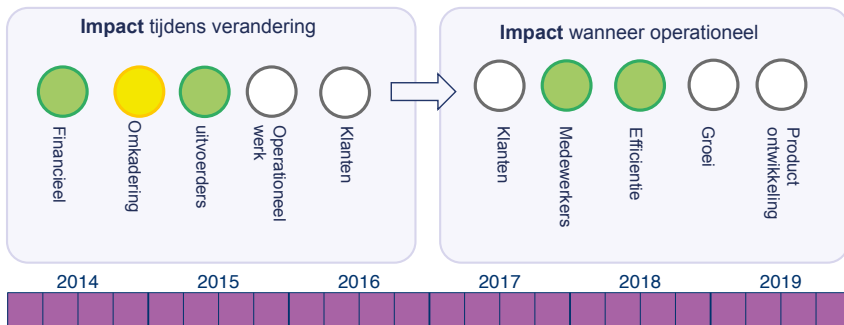 Impact tijdens verandering
Financieel
Omkadering
uitvoerders
Operationeel
werk
Klanten
Impact wanneer operationeel
Klanten
Medewerkers
Efficientie
Groei
Product
ontwikkeling
2014 2015 2016 2017 2018 2019